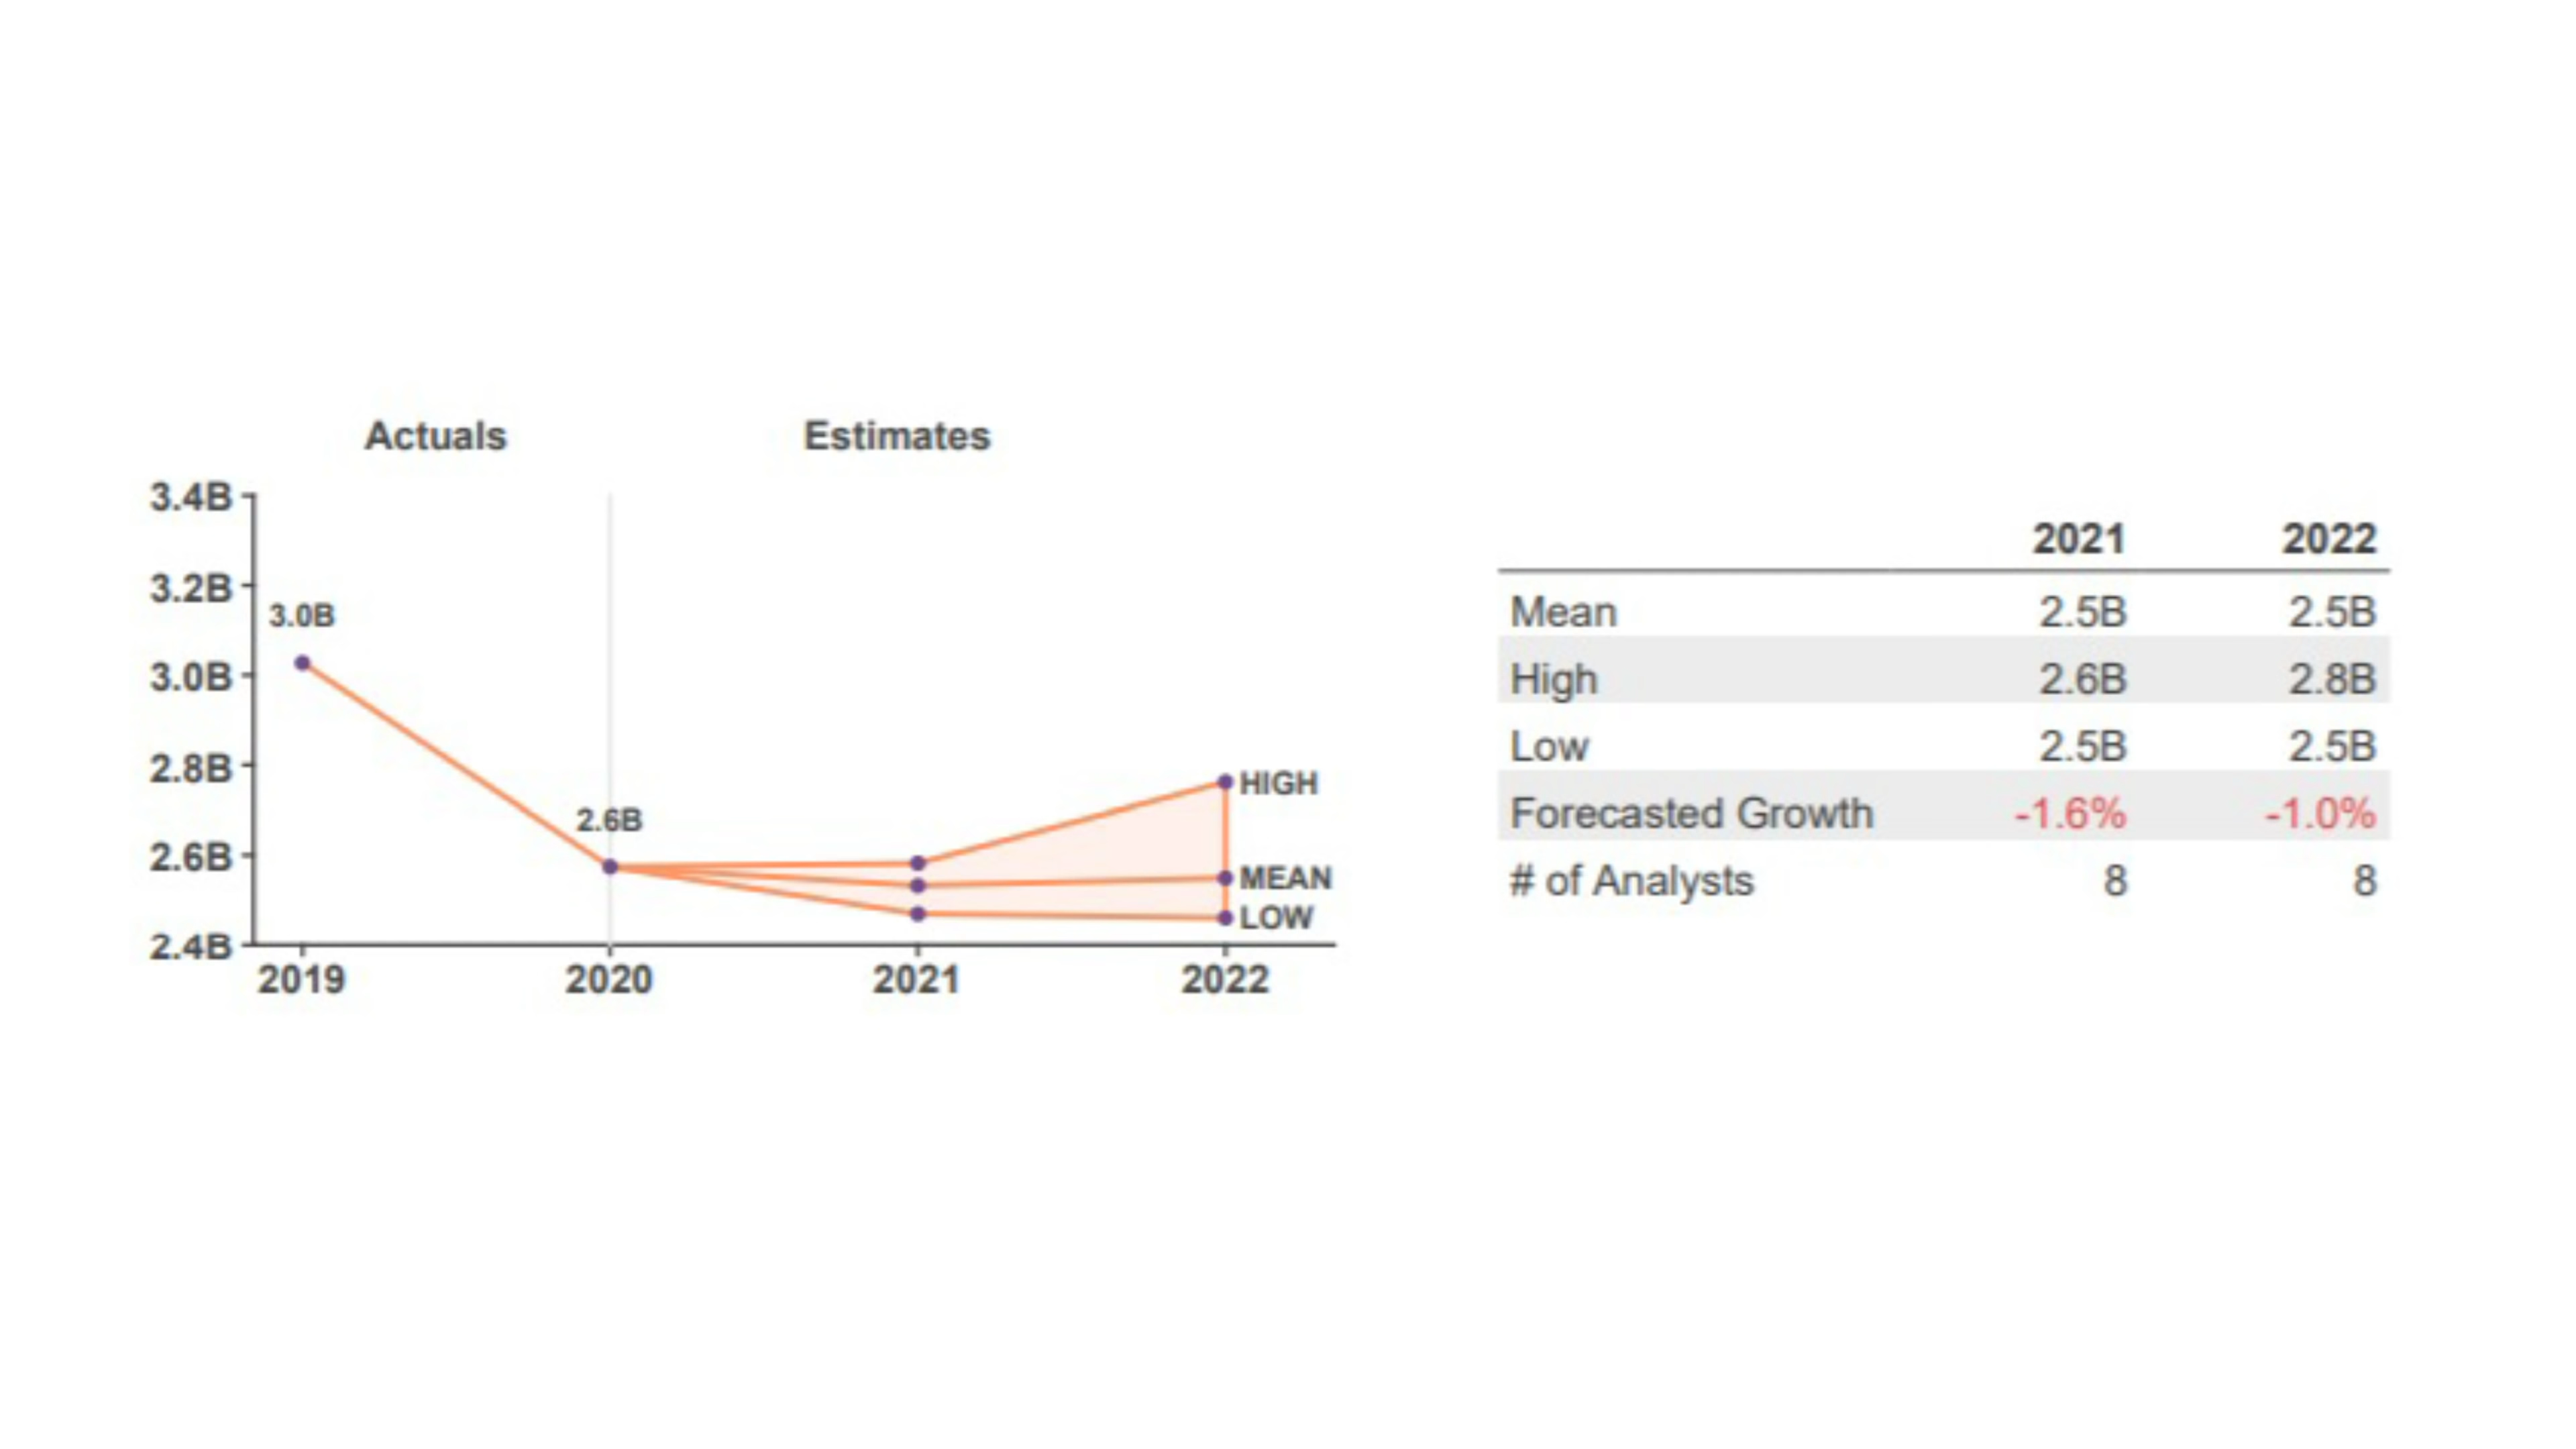 Actuals Estimates
3.4B
3.2B
3.0B
3.0B
2.8B
2.6B
2.6B
2.4B
HIGH
MEAN
LOW
2019 2020 2021 2022
2021 2022
Mean 2.5B 2.5B
High 2.6B 2.8B
Low 2.5B 2.5B
Forecasted Growth -1.6% -1.0%
# of Analysts 8 8